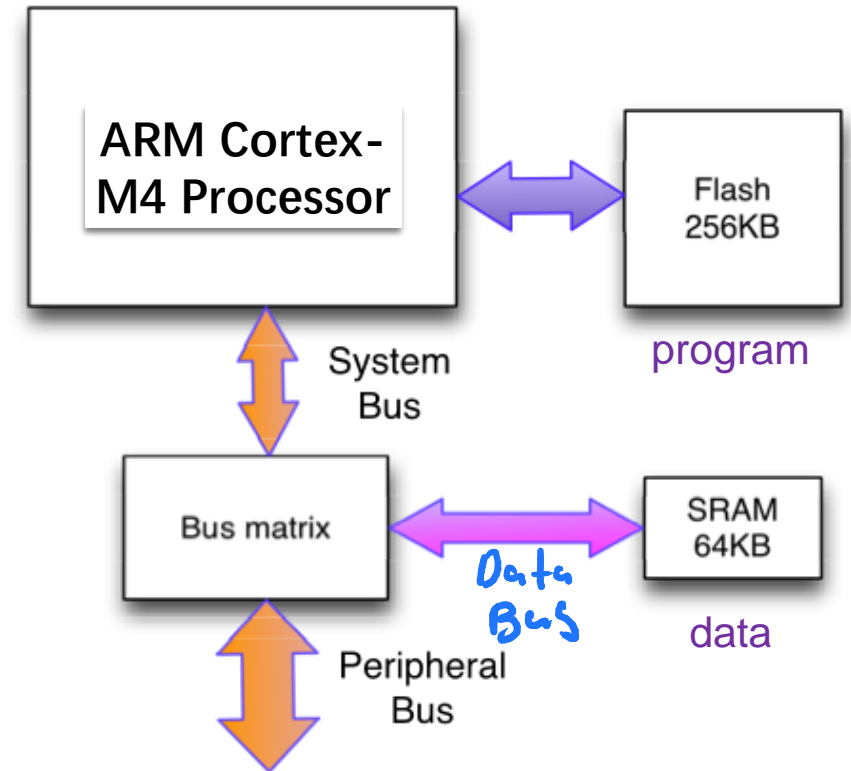 ARM Cortex-
M4 Processor
Flash
256KB
program
System
Bus
Bus matrix
SRAM
64KB
Data
Bus
data
Peripheral
Bus